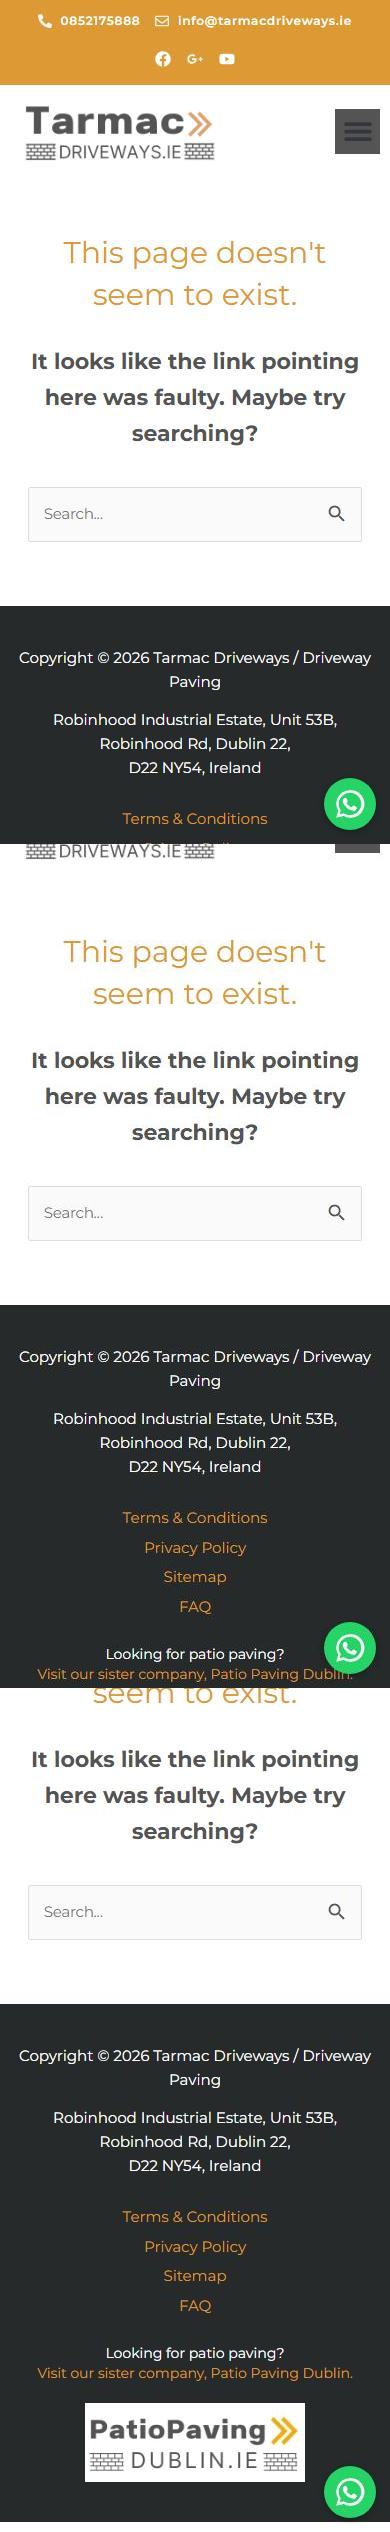 0852175888 info@tarmacdriveways.ie
Tarmac
DRIVEWAYS.IE
This page doesn't
seem to exist.
It looks like the link pointing
here was faulty. Maybe try
searching?
Search...
Copyright © 2026 Tarmac Driveways / Driveway
Paving
Robinhood Industrial Estate, Unit 53B,
Robinhood Rd, Dublin 22,
D22 NY54, Ireland
Terms & Conditions
DRIVEWAYS.IE
This page doesn't
seem to exist.
It looks like the link pointing
here was faulty. Maybe try
searching?
Search...
Copyright © 2026 Tarmac Driveways / Driveway
Paving
Robinhood Industrial Estate, Unit 53B,
Robinhood Rd, Dublin 22,
D22 NY54, Ireland
Terms & Conditions
Privacy Policy
Sitemap
FAQ
Looking for patio paving?
Visit our sister company, Patio Paving Dublin.
seem to exist.
It looks like the link pointing
here was faulty. Maybe try
searching?
Search...
Copyright © 2026 Tarmac Driveways / Driveway
Paving
Robinhood Industrial Estate, Unit 53B,
Robinhood Rd, Dublin 22,
D22 NY54, Ireland
Terms & Conditions
Privacy Policy
Sitemap
FAQ
Looking for patio paving?
Visit our sister company, Patio Paving Dublin.
PatioPaving
DUBLIN.IE